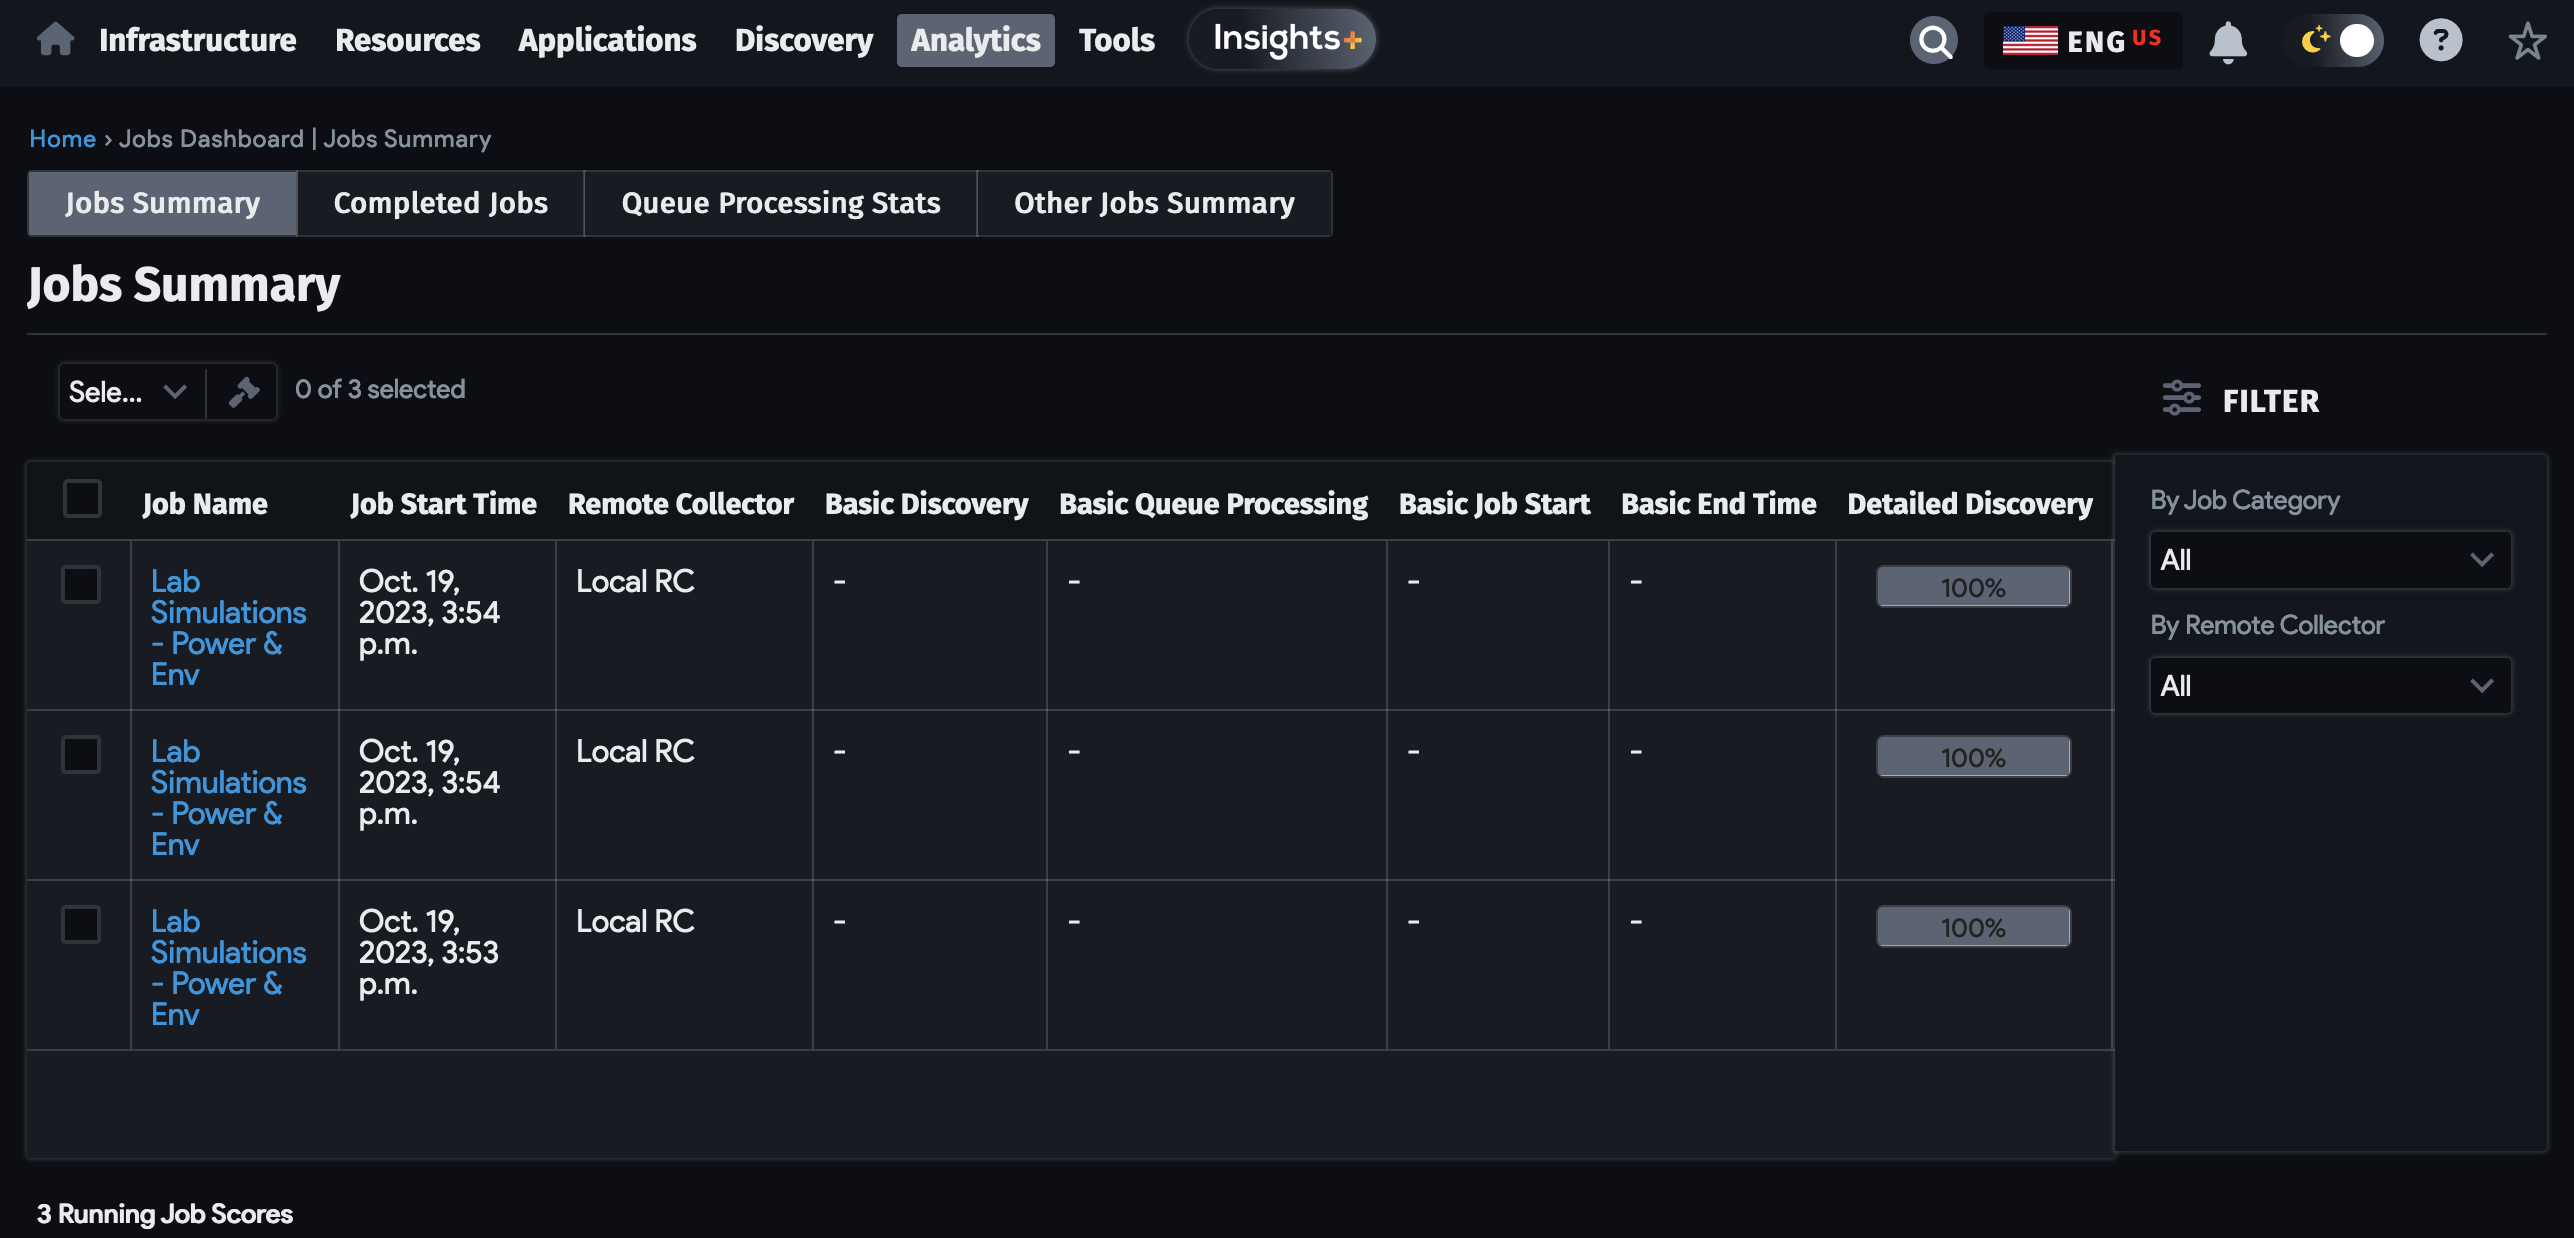 Infrastructure Resources Applications Discovery Analytics Tools Insights+ ENG US ?
Home › Jobs Dashboard | Jobs Summary
Jobs Summary Completed Jobs Queue Processing Stats Other Jobs Summary
Jobs Summary
Sele... 0 of 3 selected
FILTER
Job Name Job Start Time Remote Collector Basic Discovery Basic Queue Processing Basic Job Start Basic End Time Detailed Discovery
Lab
Simulations
- Power &
Env
Oct. 19,
2023, 3:54
p.m.
Local RC
-
-
-
-
100%
Lab
Simulations
- Power &
Env
Oct. 19,
2023, 3:54
p.m.
Local RC
-
-
-
-
100%
Lab
Simulations
- Power &
Env
Oct. 19,
2023, 3:53
p.m.
Local RC
-
-
-
-
100%
By Job Category
All
By Remote Collector
All
3 Running Job Scores